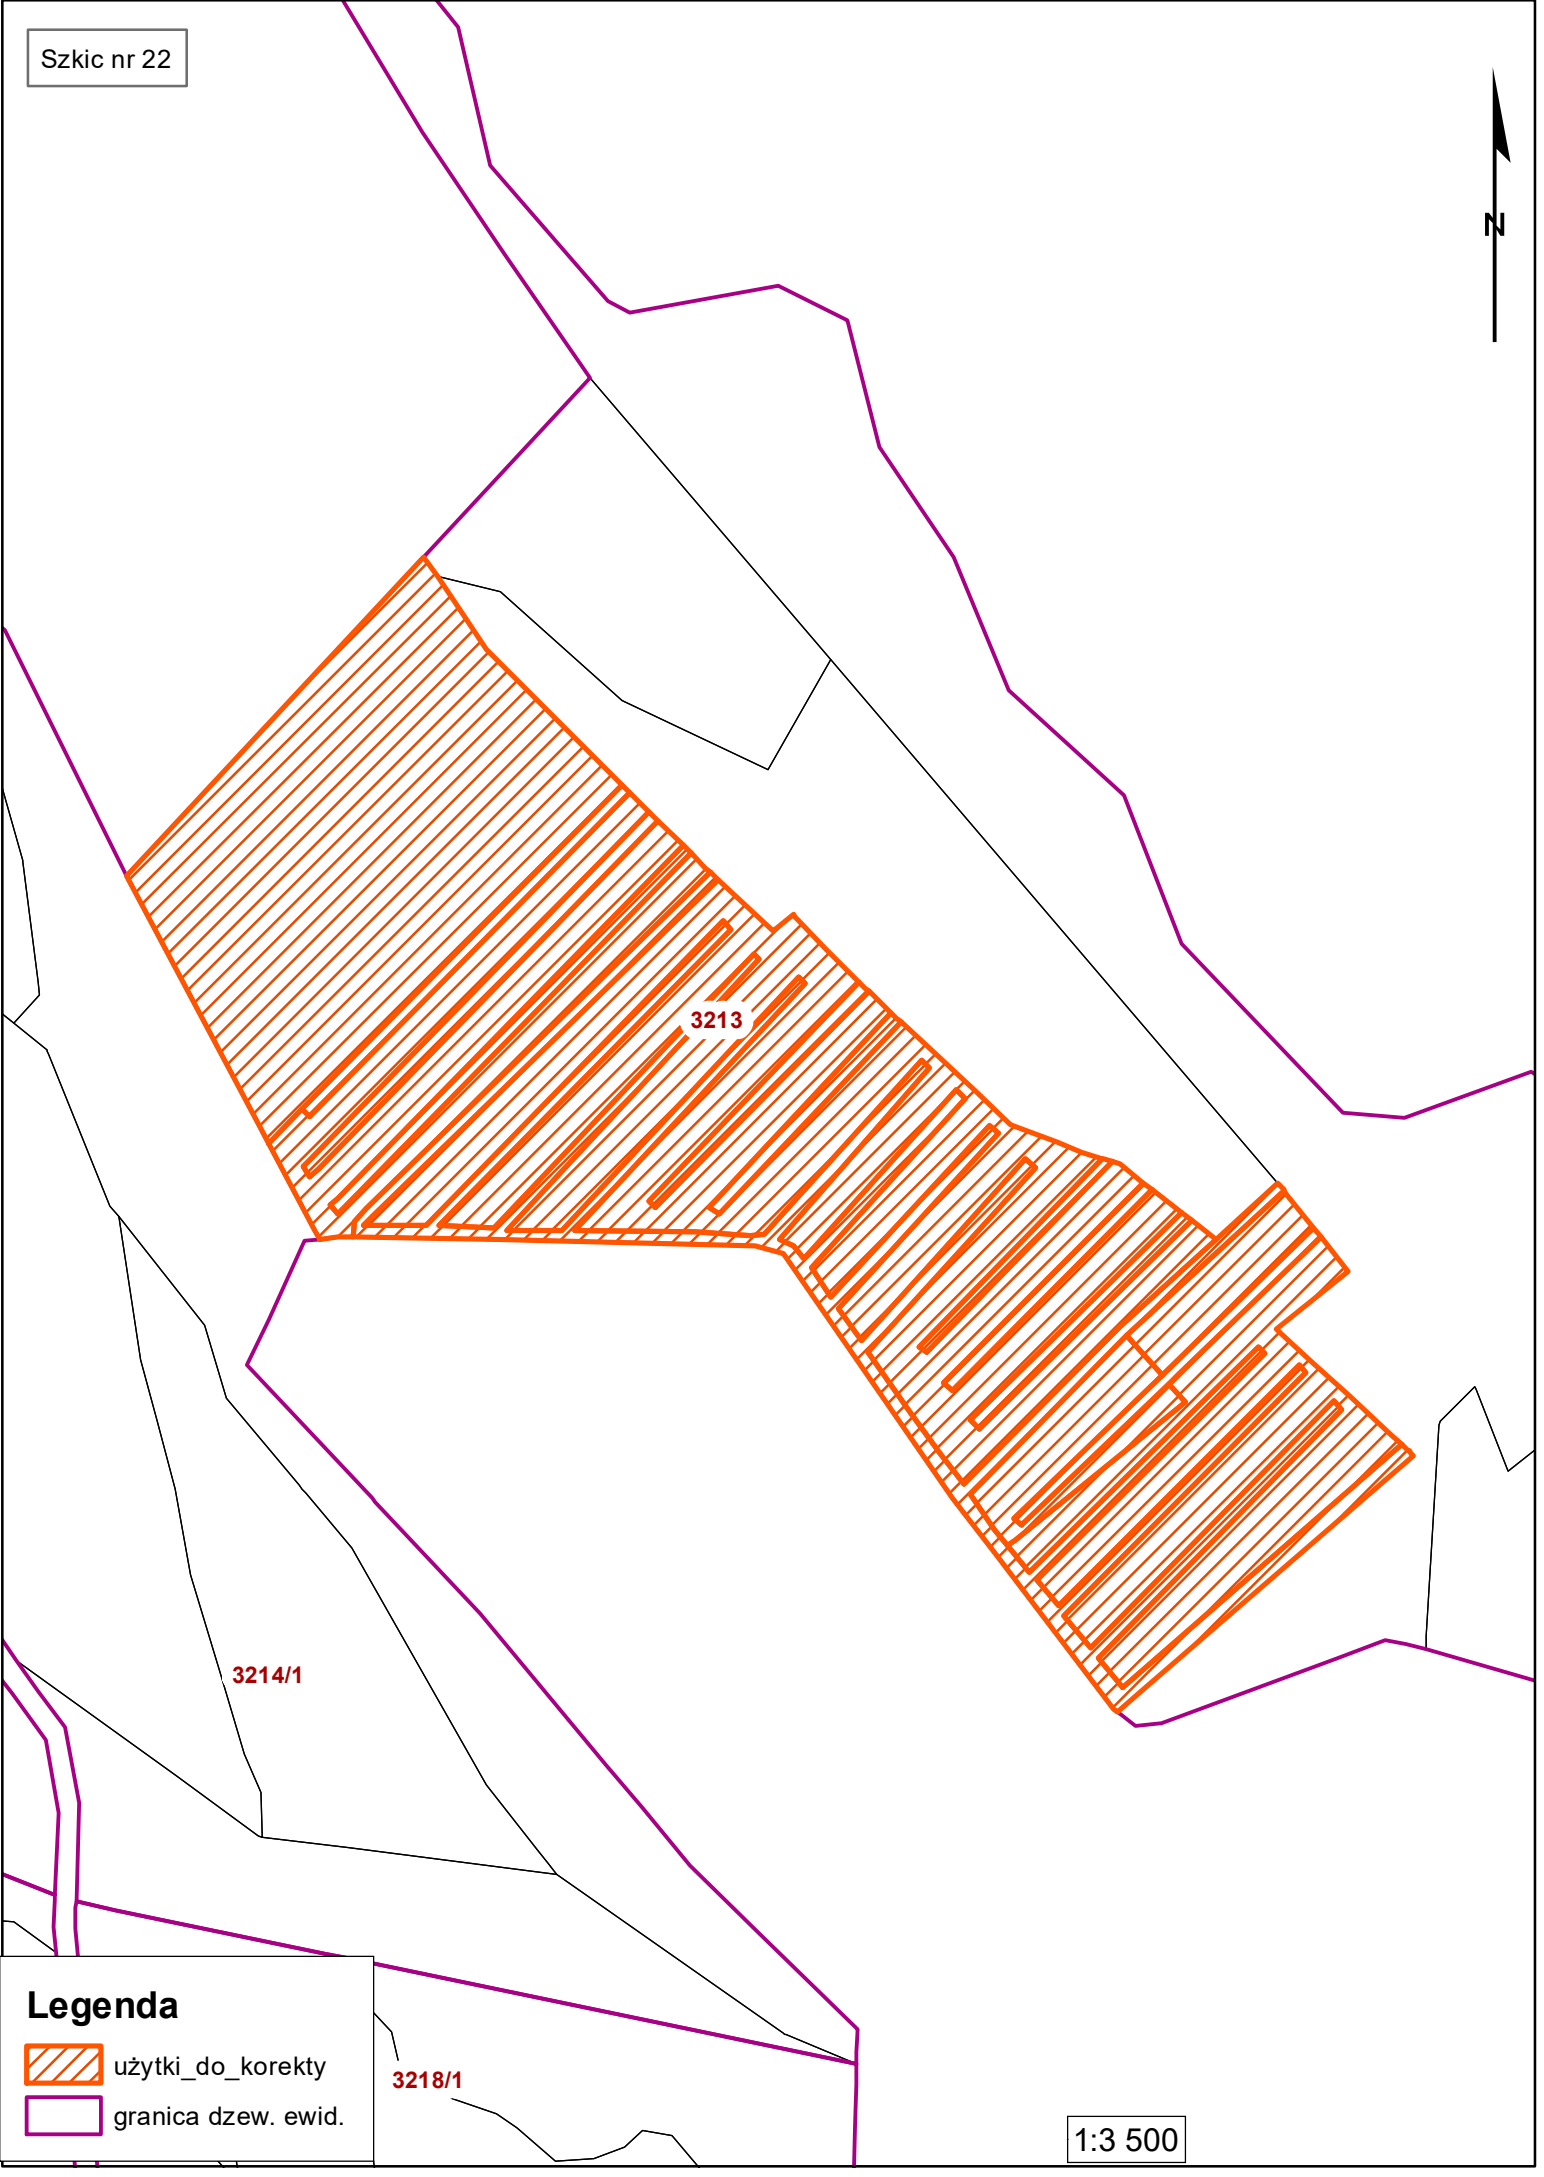 Szkic nr 22
N
3213
3214/1
Legenda
użytki_do_korekty
granica dzew. ewid.
3218/1
1:3 500